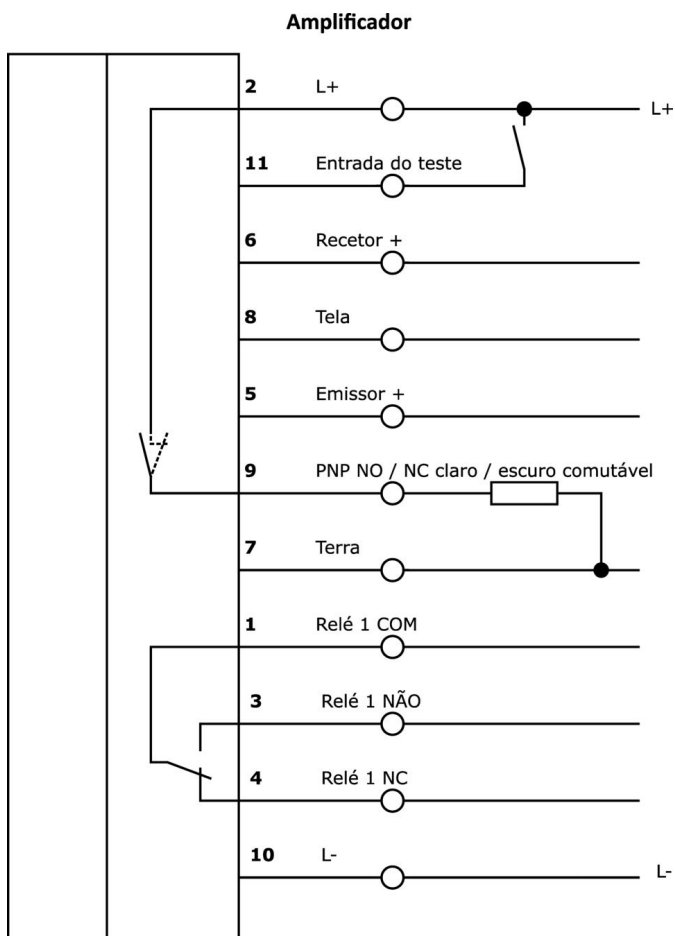 Amplificador
2 L+
L+
11 Entrada do teste
6 Recetor +
8 Tela
5 Emissor +
9 PNP NO / NC claro / escuro comutável
7 Terra
1 Relé 1 COM
3 Relé 1 NÃO
4 Relé 1 NC
10 L-
L-